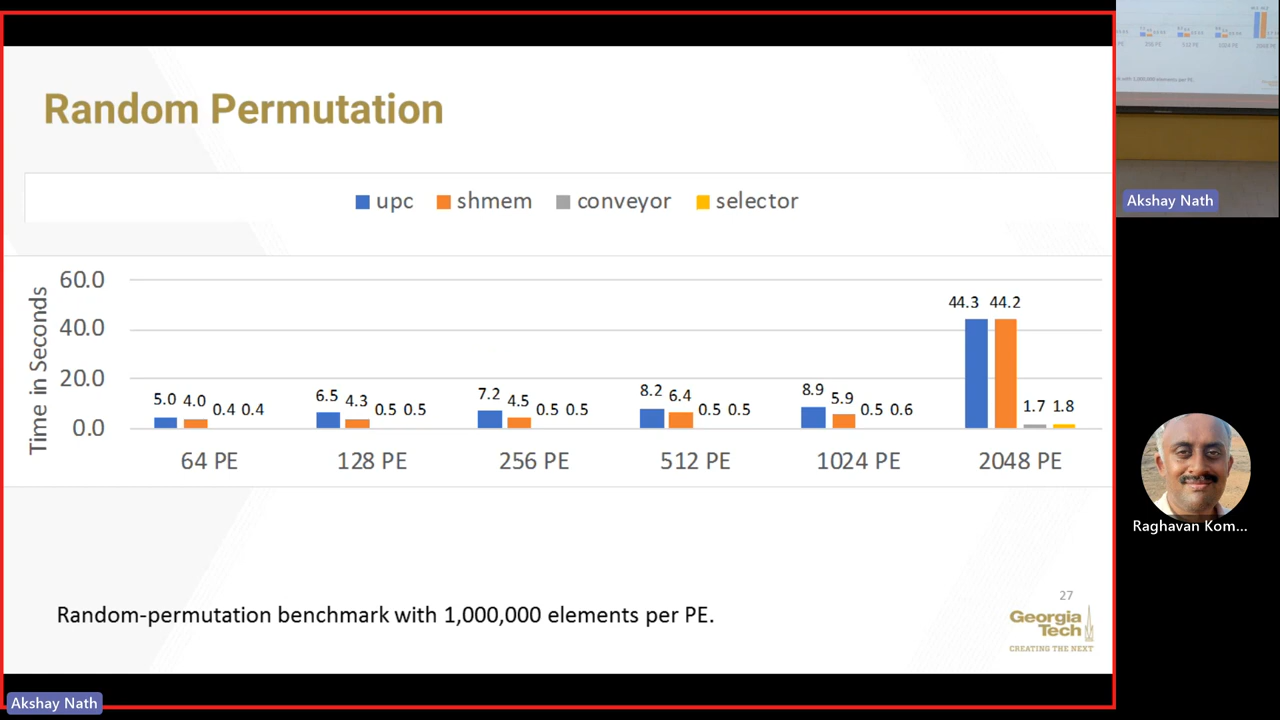 Random Permutation
upc shmem conveyor selector
Time in Seconds
60.0
40.0
20.0
0.0
5.0 4.0 0.4 0.4
6.5 4.3 0.5 0.5
7.2 4.5 0.5 0.5
8.2 6.4 0.5 0.5
8.9 5.9 0.5 0.6
44.3 44.2 1.7 1.8
64 PE 128 PE 256 PE 512 PE 1024 PE 2048 PE
Random-permutation benchmark with 1,000,000 elements per PE.
27
Georgia
Tech
CREATING THE NEXT
Akshay Nath
Akshay Nath
Raghavan Kom...